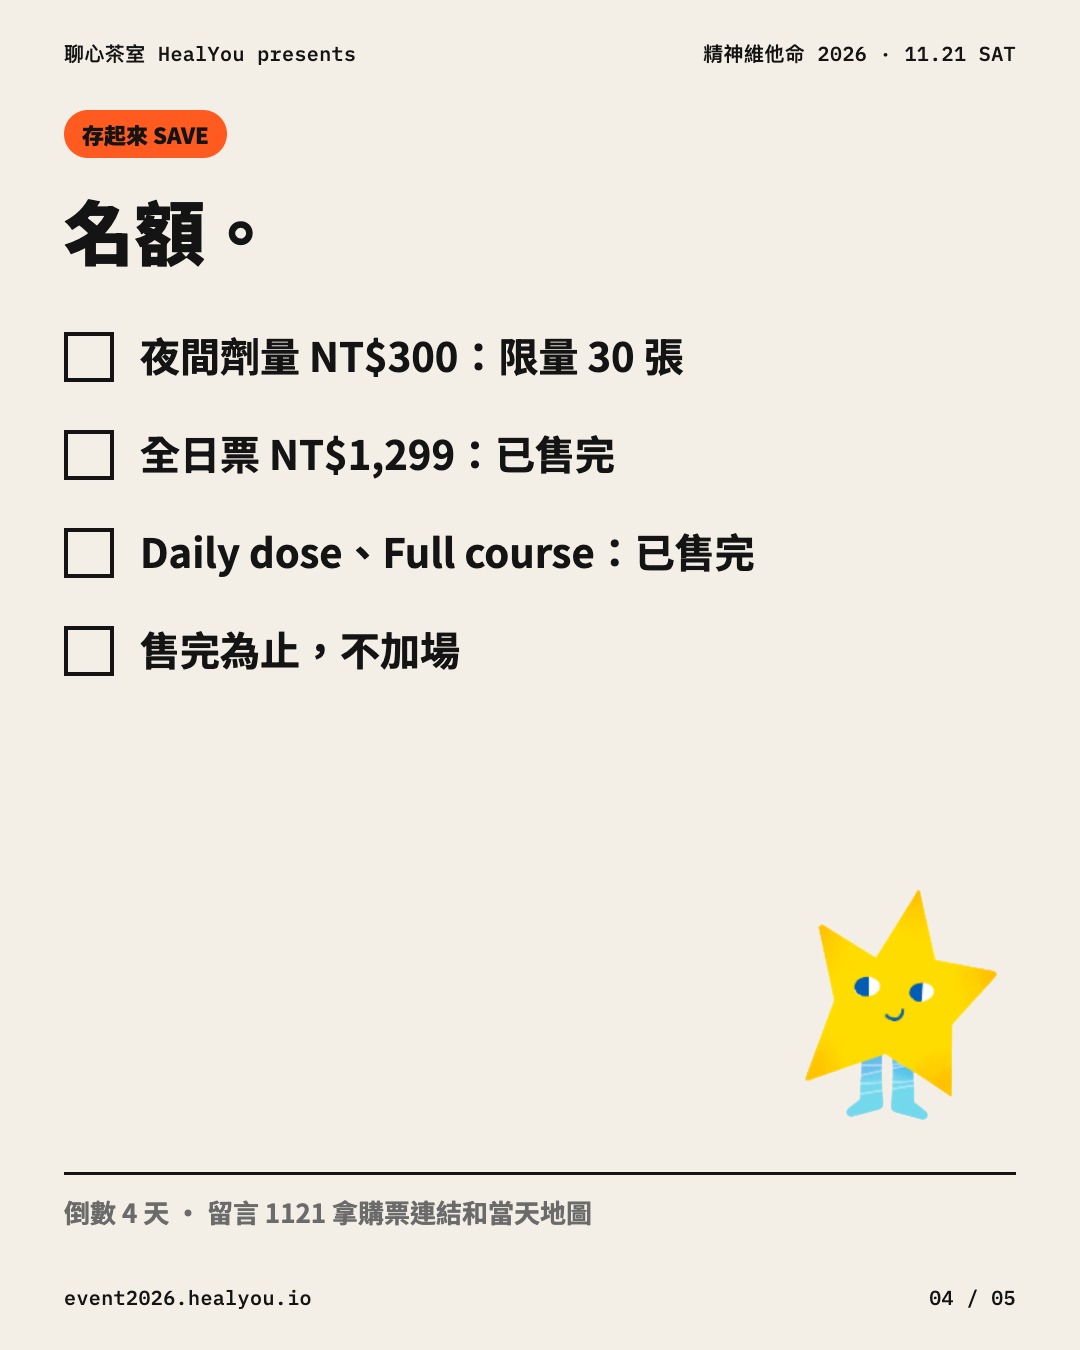 聊心茶室 HealYou presents
精神維他命 2026 · 11.21 SAT
存起來 SAVE
名額。
夜間劑量 NT$300：限量 30 張
全日票 NT$1,299：已售完
Daily dose、Full course：已售完
售完為止，不加場
倒數 4 天 · 留言 1121 拿購票連結和當天地圖
event2026.healyou.io
04 / 05